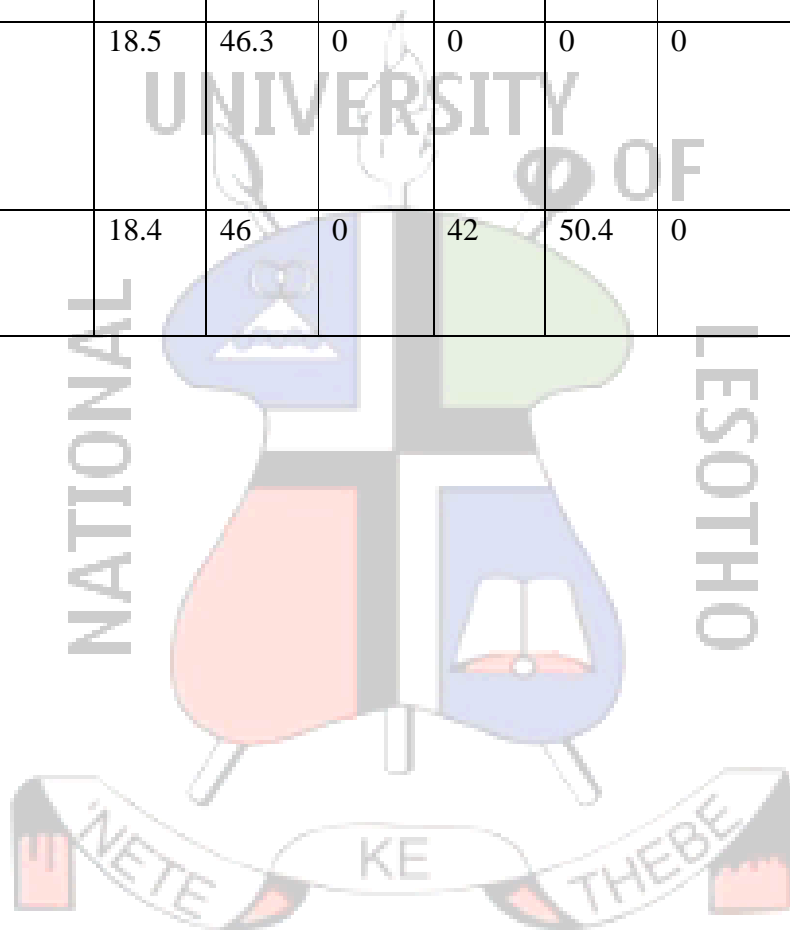 18.5 46.3 0 0 0 0
UNIVERSITY
OF
18.4 46 0 42 50.4 0
NATIONAL
LESOTHO
'NETE KE THEBE